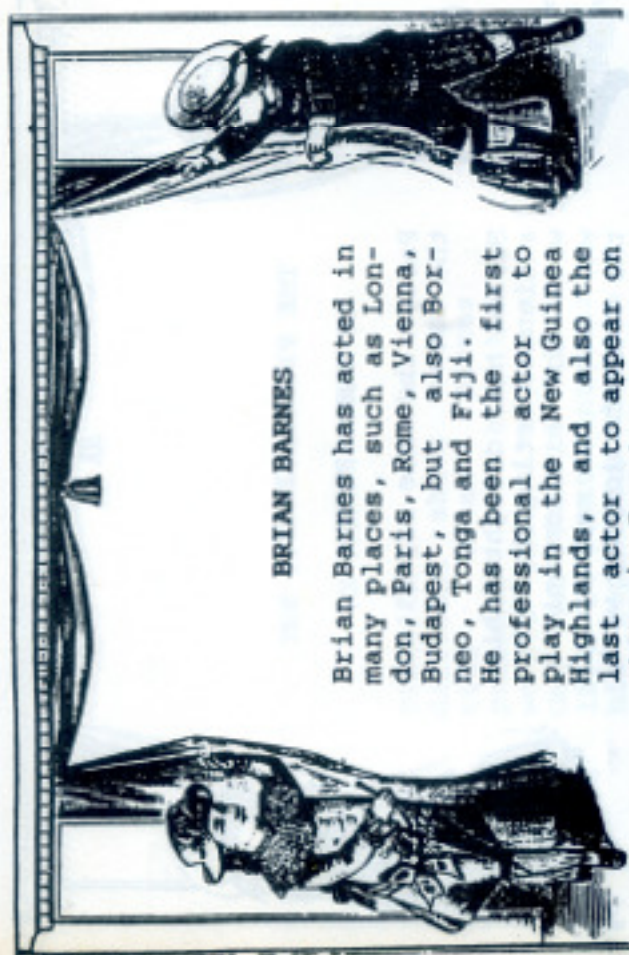 BRIAN BARNES
Brian Barnes has acted in
many places, such as Lon-
don, Paris, Rome, Vienna,
Budapest, but also Bor-
neo, Tonga and Fiji.
He has been the first
professional actor to
play in the New Guinea
Highlands, and also the
last actor to appear on